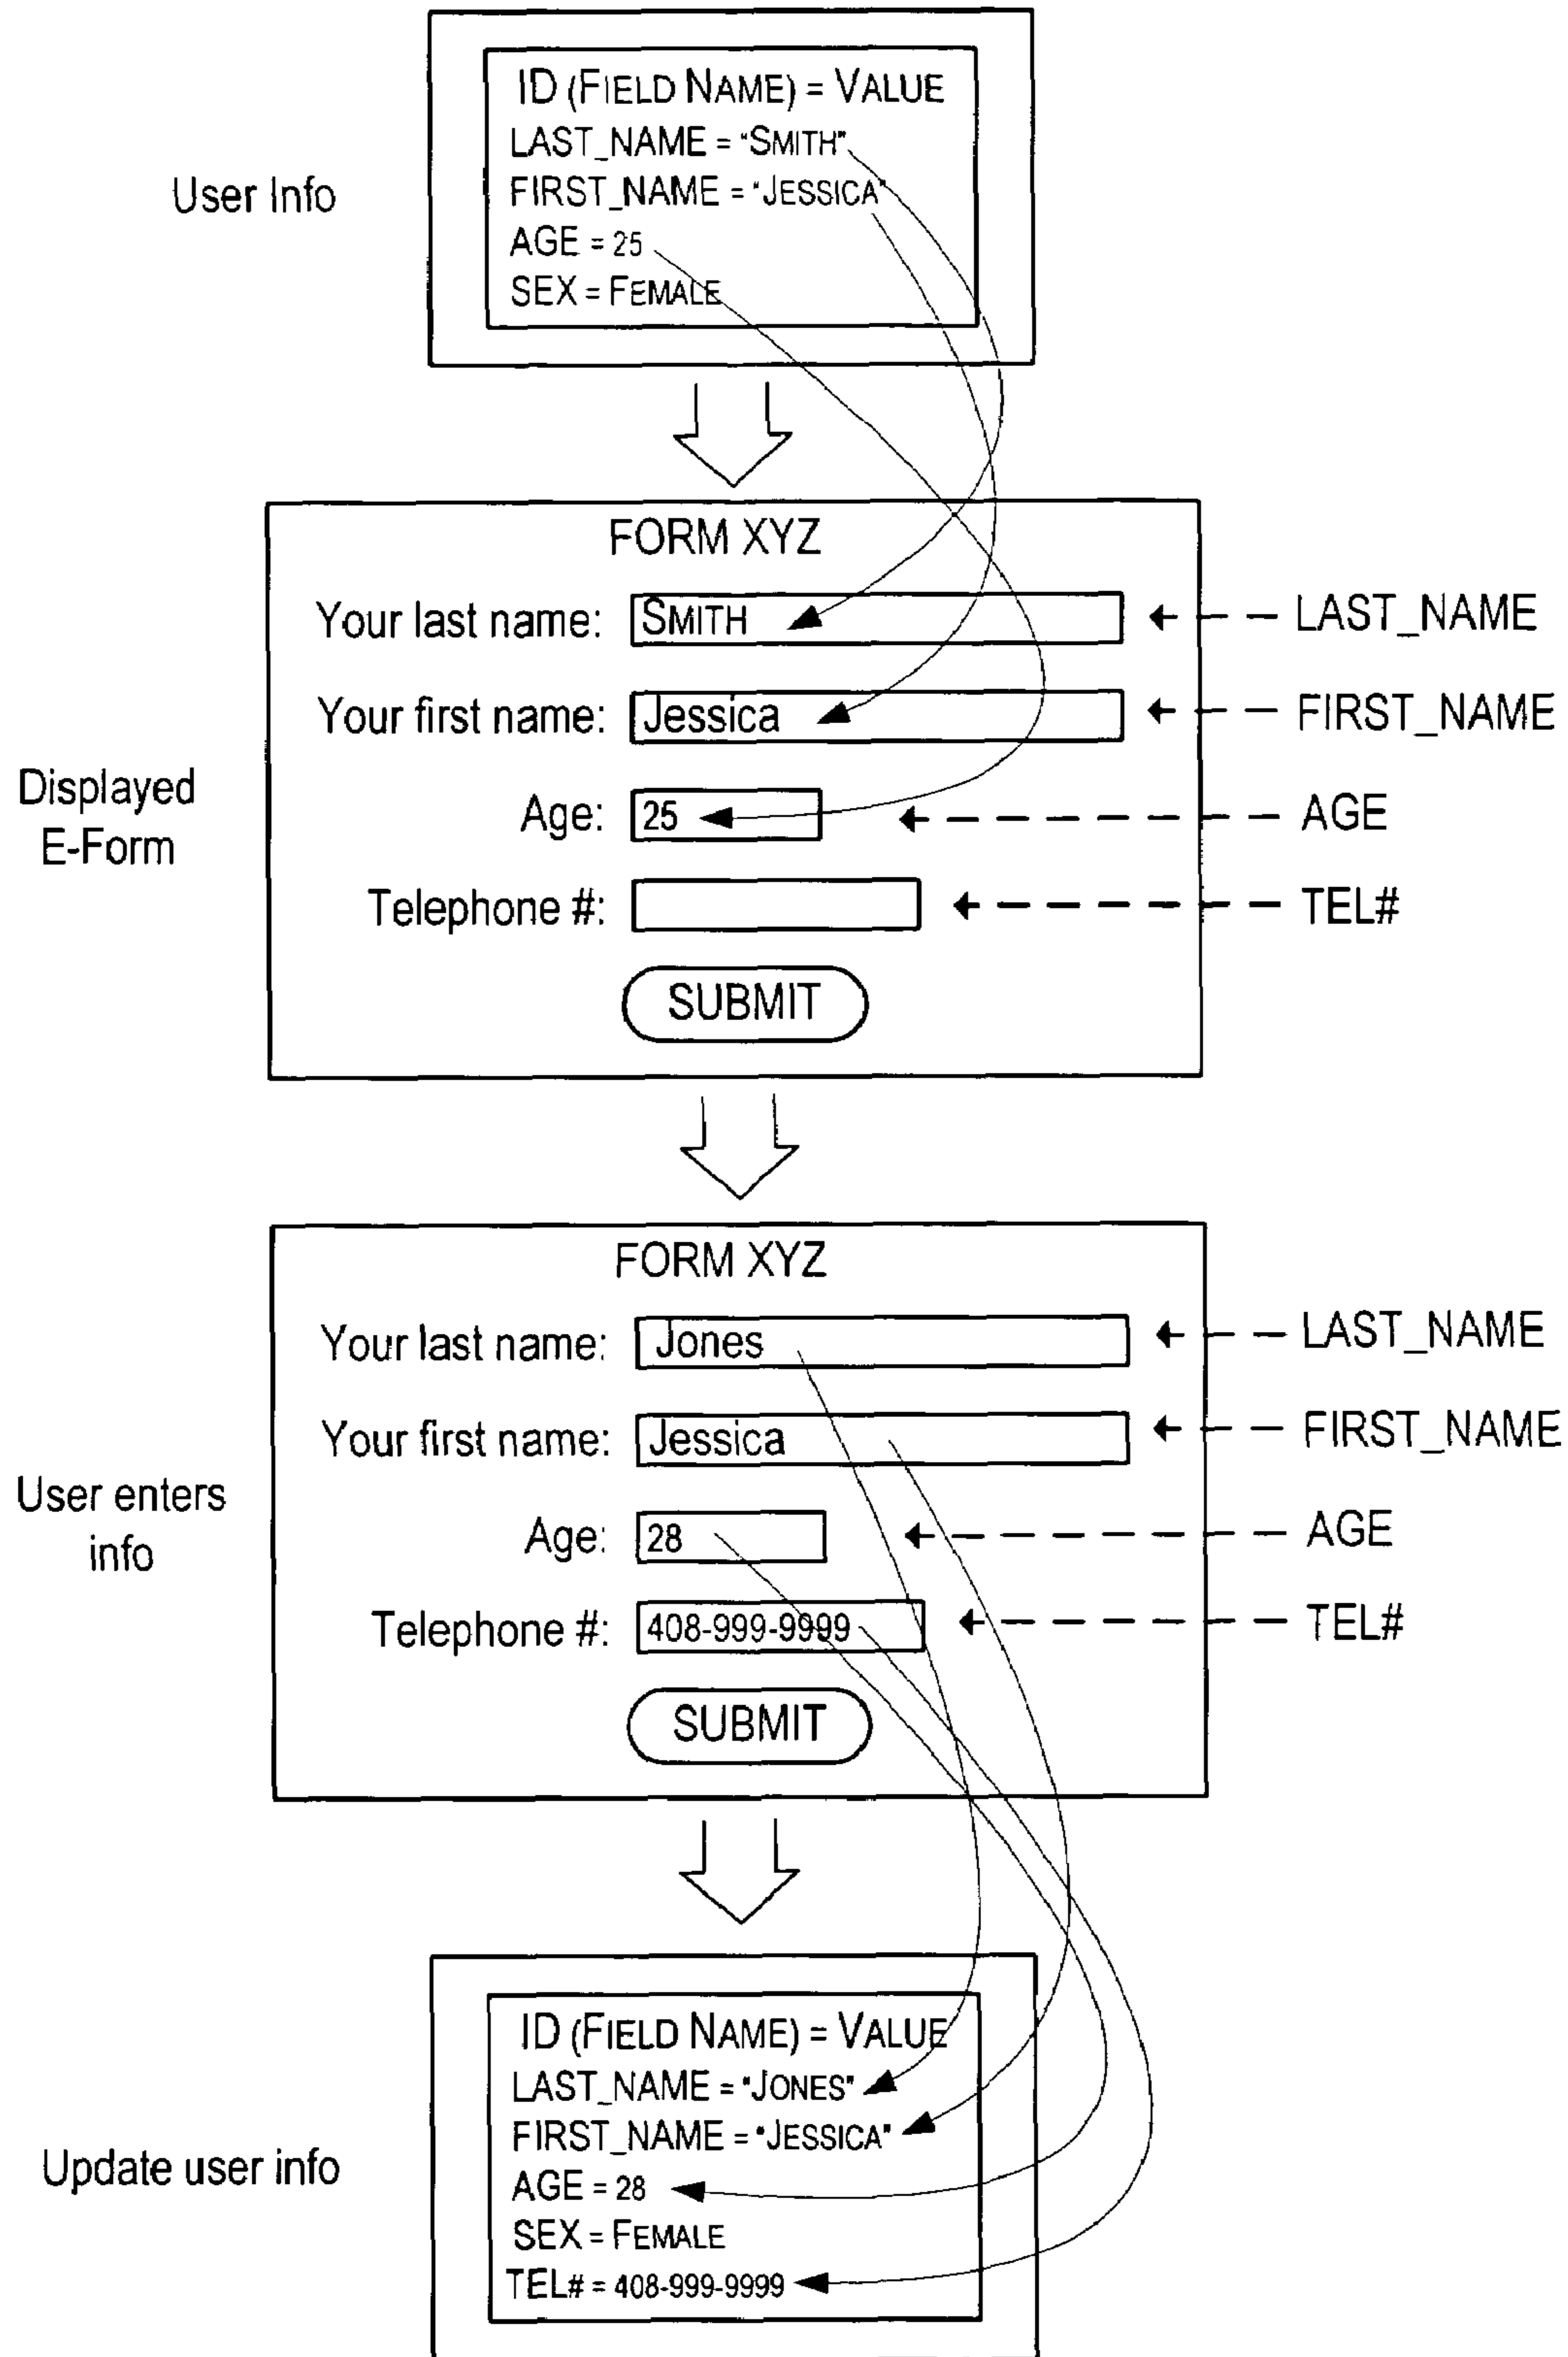 ID (FIELD NAME) = VALUE
LAST_NAME = "SMITH"
FIRST_NAME = "JESSICA"
AGE = 25
SEX = FEMALE
User Info
FORM XYZ
Your last name: SMITH LAST_NAME
Your first name: Jessica FIRST_NAME
Age: 25 AGE
Telephone #: TEL#
SUBMIT
Displayed
E-Form
FORM XYZ
Your last name: Jones LAST_NAME
Your first name: Jessica FIRST_NAME
Age: 28 AGE
Telephone #: 408-999-9999 TEL#
SUBMIT
User enters
info
ID (FIELD NAME) = VALUE
LAST_NAME = "JONES"
FIRST_NAME = "JESSICA"
AGE = 28
SEX = FEMALE
TEL# = 408-999-9999
Update user info